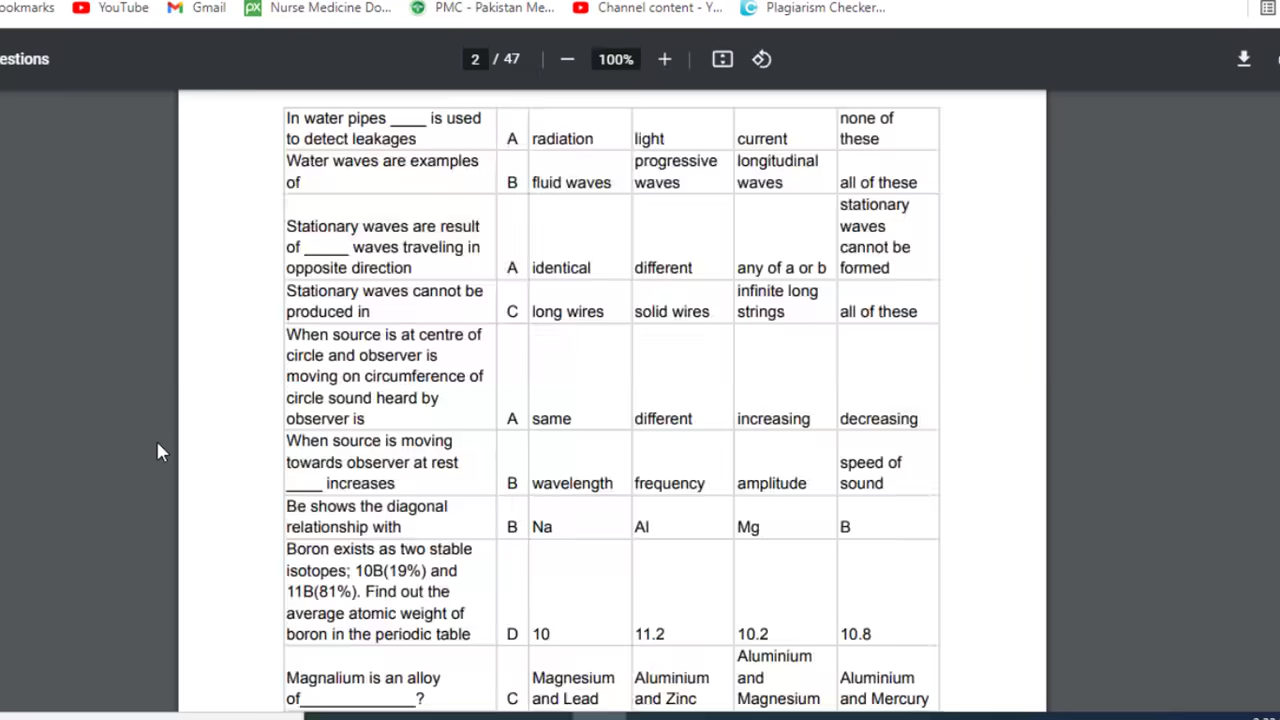 ookmarks YouTube Gmail Nurse Medicine Do... PMC - Pakistan Me... Channel content - Y... Plagiarism Checker...
estions 2 / 47 — 100% +
In water pipes ____ is used none of
to detect leakages A radiation light current these
Water waves are examples progressive longitudinal
of B fluid waves waves waves all of these
stationary
Stationary waves are result waves
of _____ waves traveling in cannot be
opposite direction A identical different any of a or b formed
Stationary waves cannot be infinite long
produced in C long wires solid wires strings all of these
When source is at centre of
circle and observer is
moving on circumference of
circle sound heard by
observer is A same different increasing decreasing
When source is moving
towards observer at rest speed of
____ increases B wavelength frequency amplitude sound
Be shows the diagonal
relationship with B Na Al Mg B
Boron exists as two stable
isotopes; 10B(19%) and
11B(81%). Find out the
average atomic weight of
boron in the periodic table D 10 11.2 10.2 10.8
Aluminium
Magnalium is an alloy Magnesium Aluminium and Aluminium
of_____________? C and Lead and Zinc Magnesium and Mercury